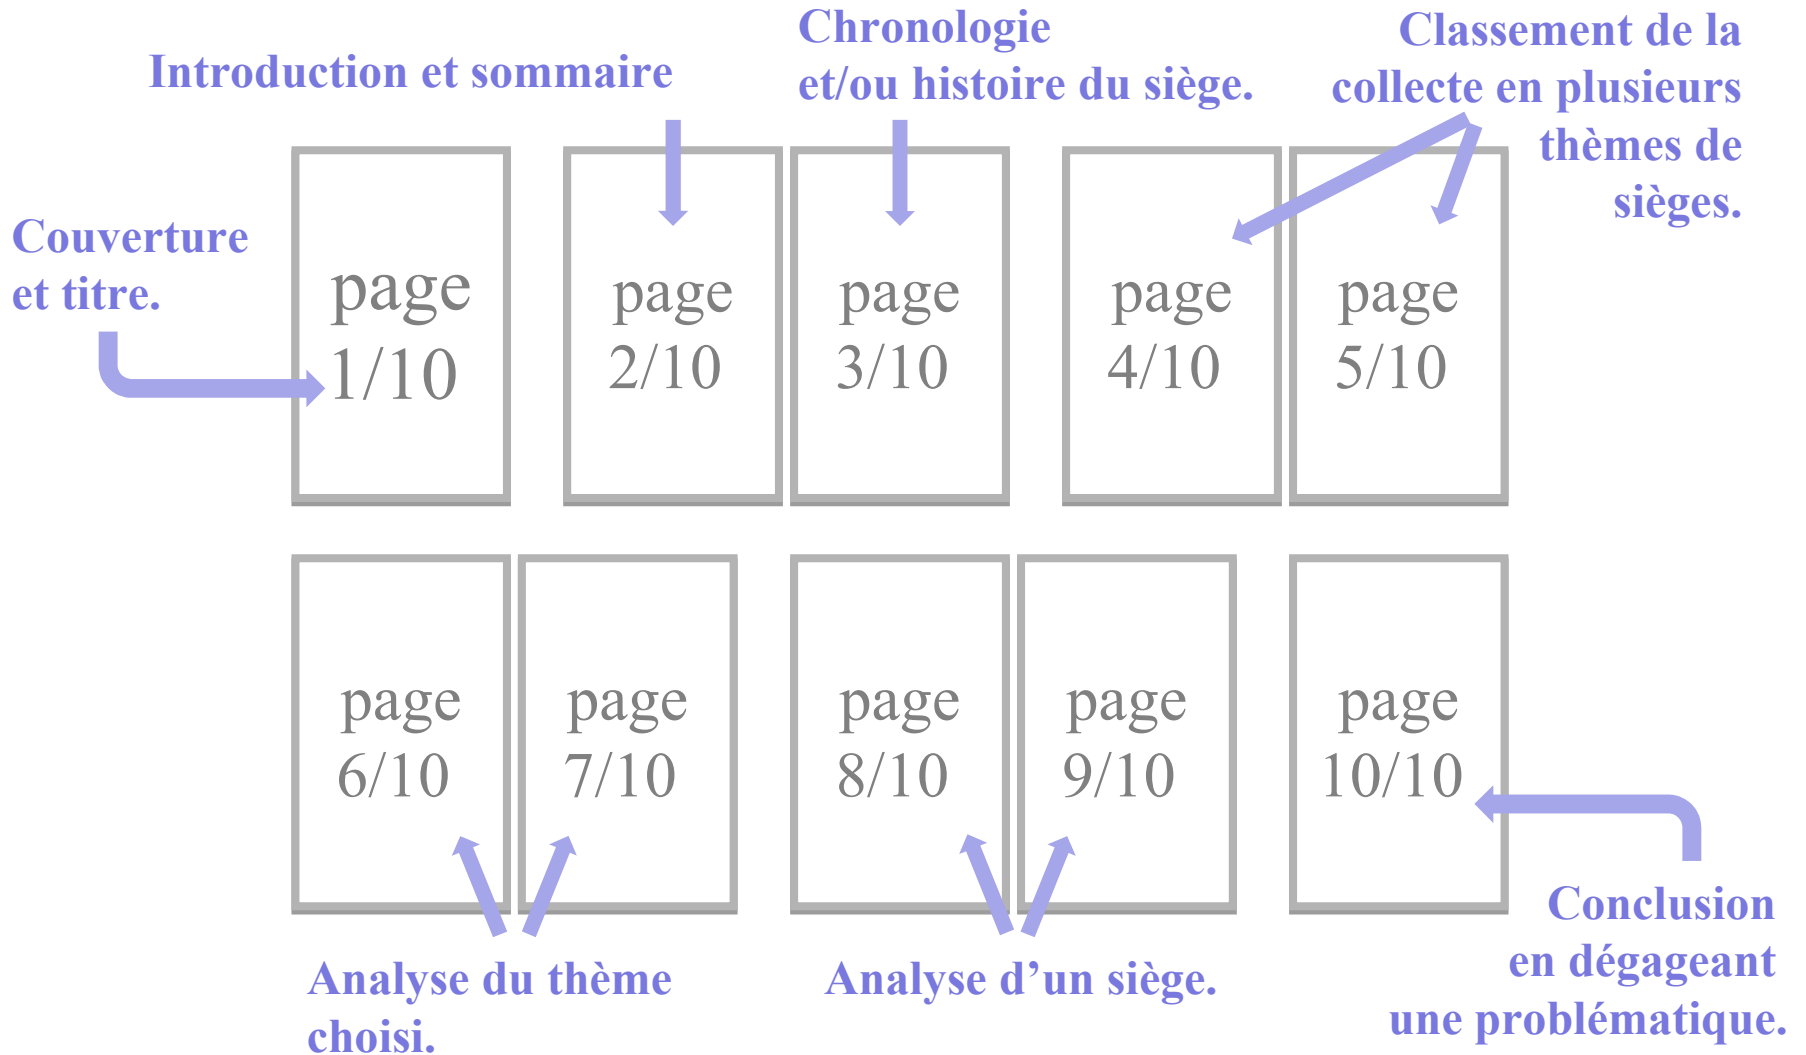 Introduction et sommaire
Chronologie
et/ou histoire du siège.
Classement de la
collecte en plusieurs
thèmes de
sièges.
Couverture
et titre.
page
1/10
page
2/10
page
3/10
page
4/10
page
5/10
page
6/10
page
7/10
page
8/10
page
9/10
page
10/10
Analyse du thème
choisi.
Analyse d’un siège.
Conclusion
en dégageant
une problématique.